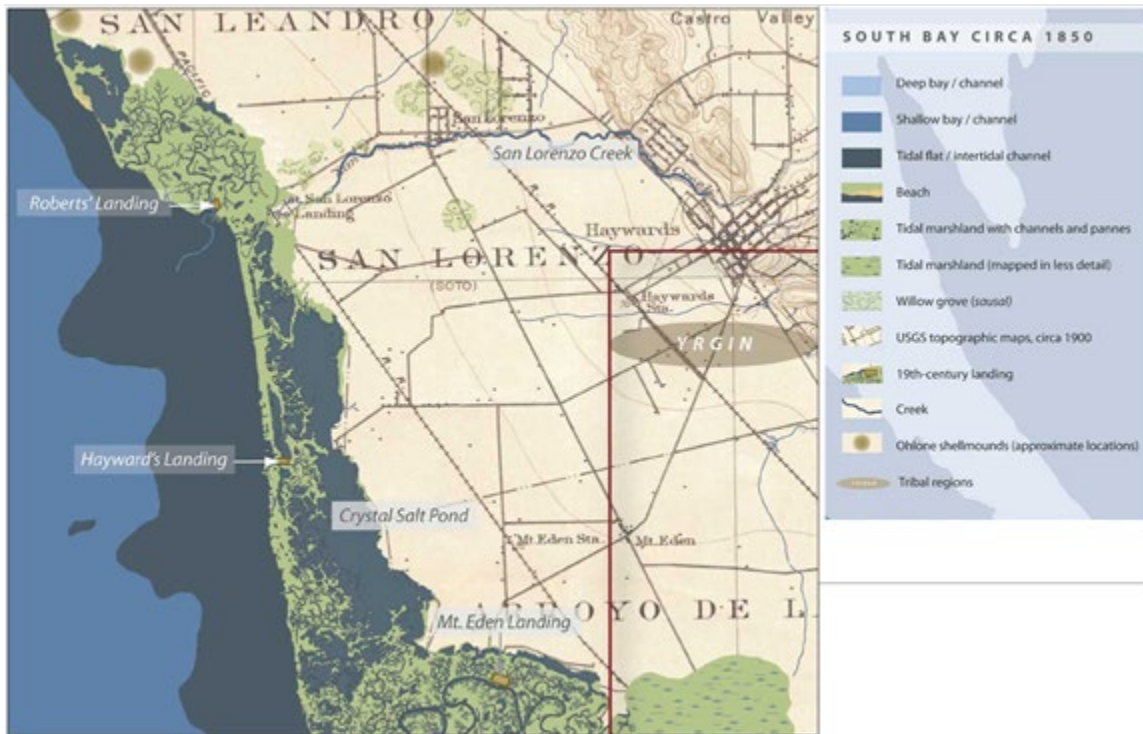 SAN LEANDRO
Castro Valley
PACIFIC
San Lorenzo
San Lorenzo Creek
Creek
Roberts' Landing
San Lorenzo
Landing
Haywards
SAN LORENZO
(SOTO)
Haywards
Sta.
YRGIN
R. R.
Hayward's Landing
Crystal Salt Pond
Mt. Eden Sta.
Mt. Eden
ARROYO DE LA
Mt. Eden Landing
SOUTH BAY CIRCA 1850
Deep bay / channel
Shallow bay / channel
Tidal flat / intertidal channel
Beach
Tidal marshland with channels and pannes
Tidal marshland (mapped in less detail)
Willow grove (sausal)
USGS topographic maps, circa 1900
19th-century landing
Creek
Ohlone shellmounds (approximate locations)
Tribal regions